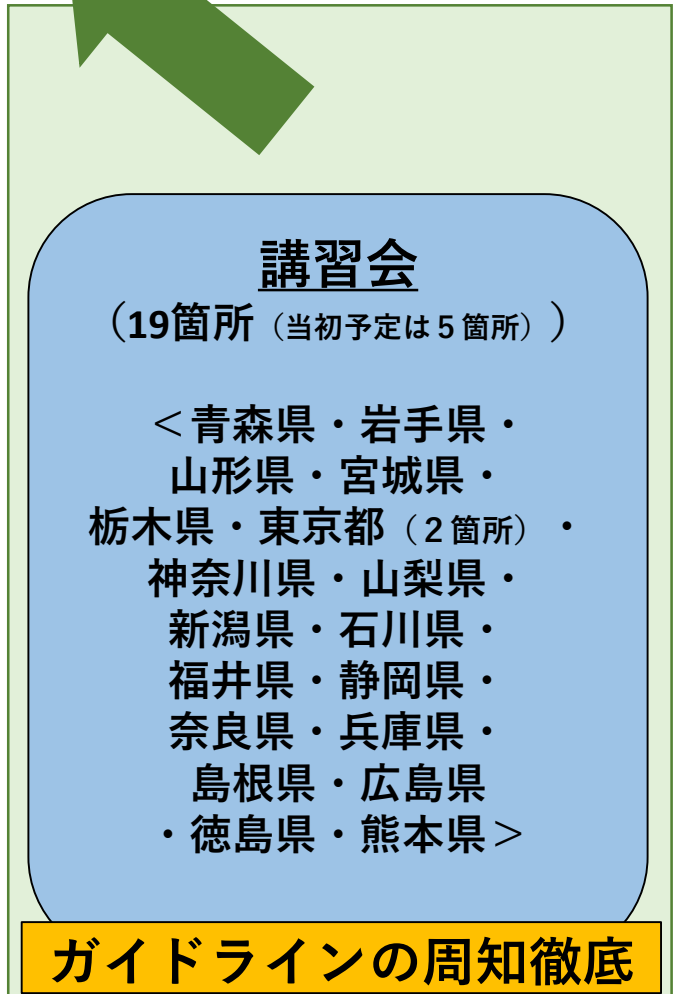 講習会
（19箇所（当初予定は５箇所））
＜青森県・岩手県・
山形県・宮城県・
栃木県・東京都（２箇所）・
神奈川県・山梨県・
新潟県・石川県・
福井県・静岡県・
奈良県・兵庫県・
島根県・広島県
・徳島県・熊本県＞
ガイドラインの周知徹底